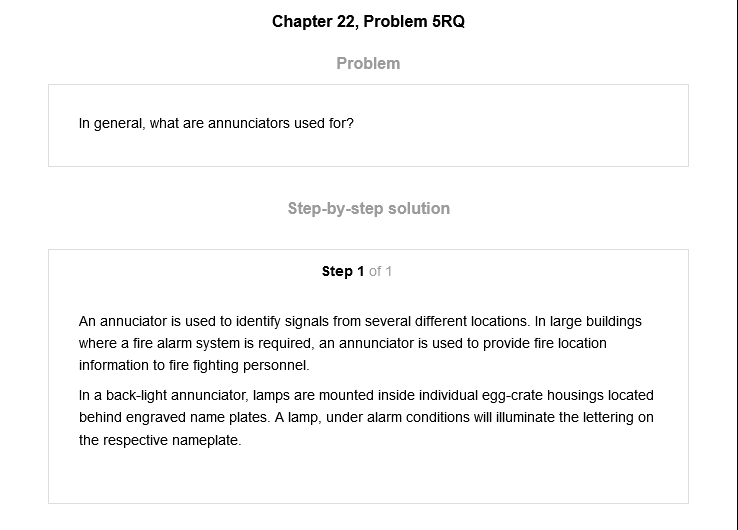 Chapter 22, Problem 5RQ
Problem
In general, what are annunciators used for?
Step-by-step solution
Step 1 of 1
An annuciator is used to identify signals from several different locations. In large buildings
where a fire alarm system is required, an annunciator is used to provide fire location
information to fire fighting personnel.
In a back-light annunciator, lamps are mounted inside individual egg-crate housings located
behind engraved name plates. A lamp, under alarm conditions will illuminate the lettering on
the respective nameplate.